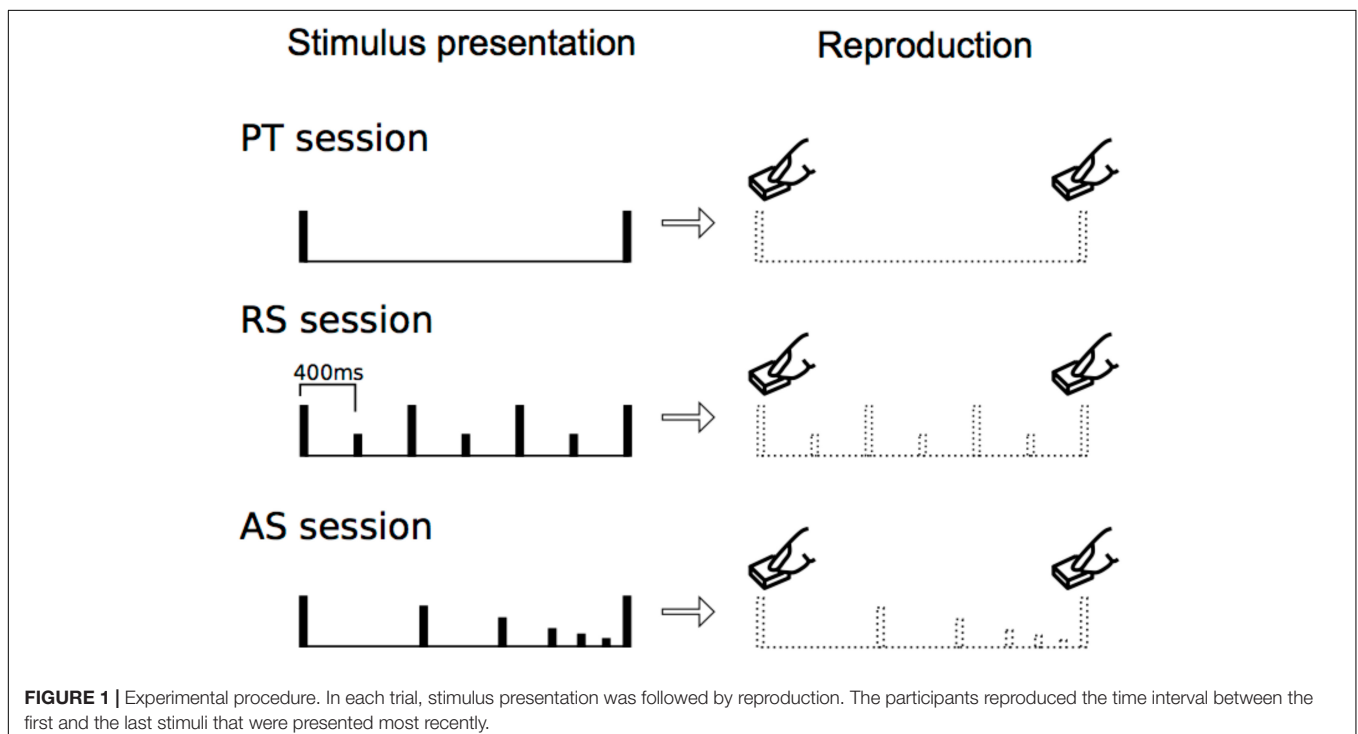 Stimulus presentation
Reproduction
PT session
RS session
400ms
AS session
FIGURE 1 | Experimental procedure. In each trial, stimulus presentation was followed by reproduction. The participants reproduced the time interval between the
first and the last stimuli that were presented most recently.